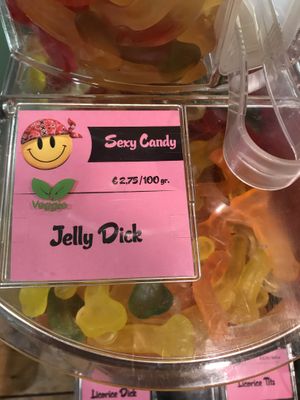 Sexy Candy
€ 2,75/100 gr.
Veggie
Jelly Dick
Licorice Dick
Licorice Tits